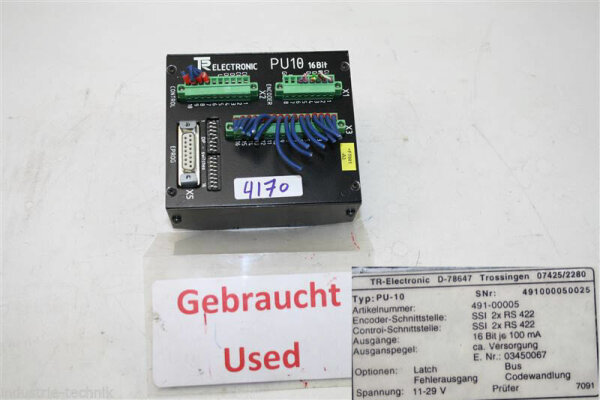 TR ELECTRONIC PU10 16Bit
CONTROL X2 ENCODER X1
X3
EPROG X5
4170
Gebraucht
Used
TR-Electronic D-78647 Trossingen 07425/2280
Typ: PU-10 SNr: 491000050025
Artikelnummer: 491-00005
Encoder-Schnittstelle: SSI 2x RS 422
Control-Schnittstelle: SSI 2x RS 422
Ausgänge: 16 Bit je 100 mA
Ausganspegel: ca. Versorgung
E. Nr.: 03450067
Optionen: Latch Bus
Fehlerausgang Codewandlung
Spannung: 11-29 V Prüfer 7091
industrie-technik